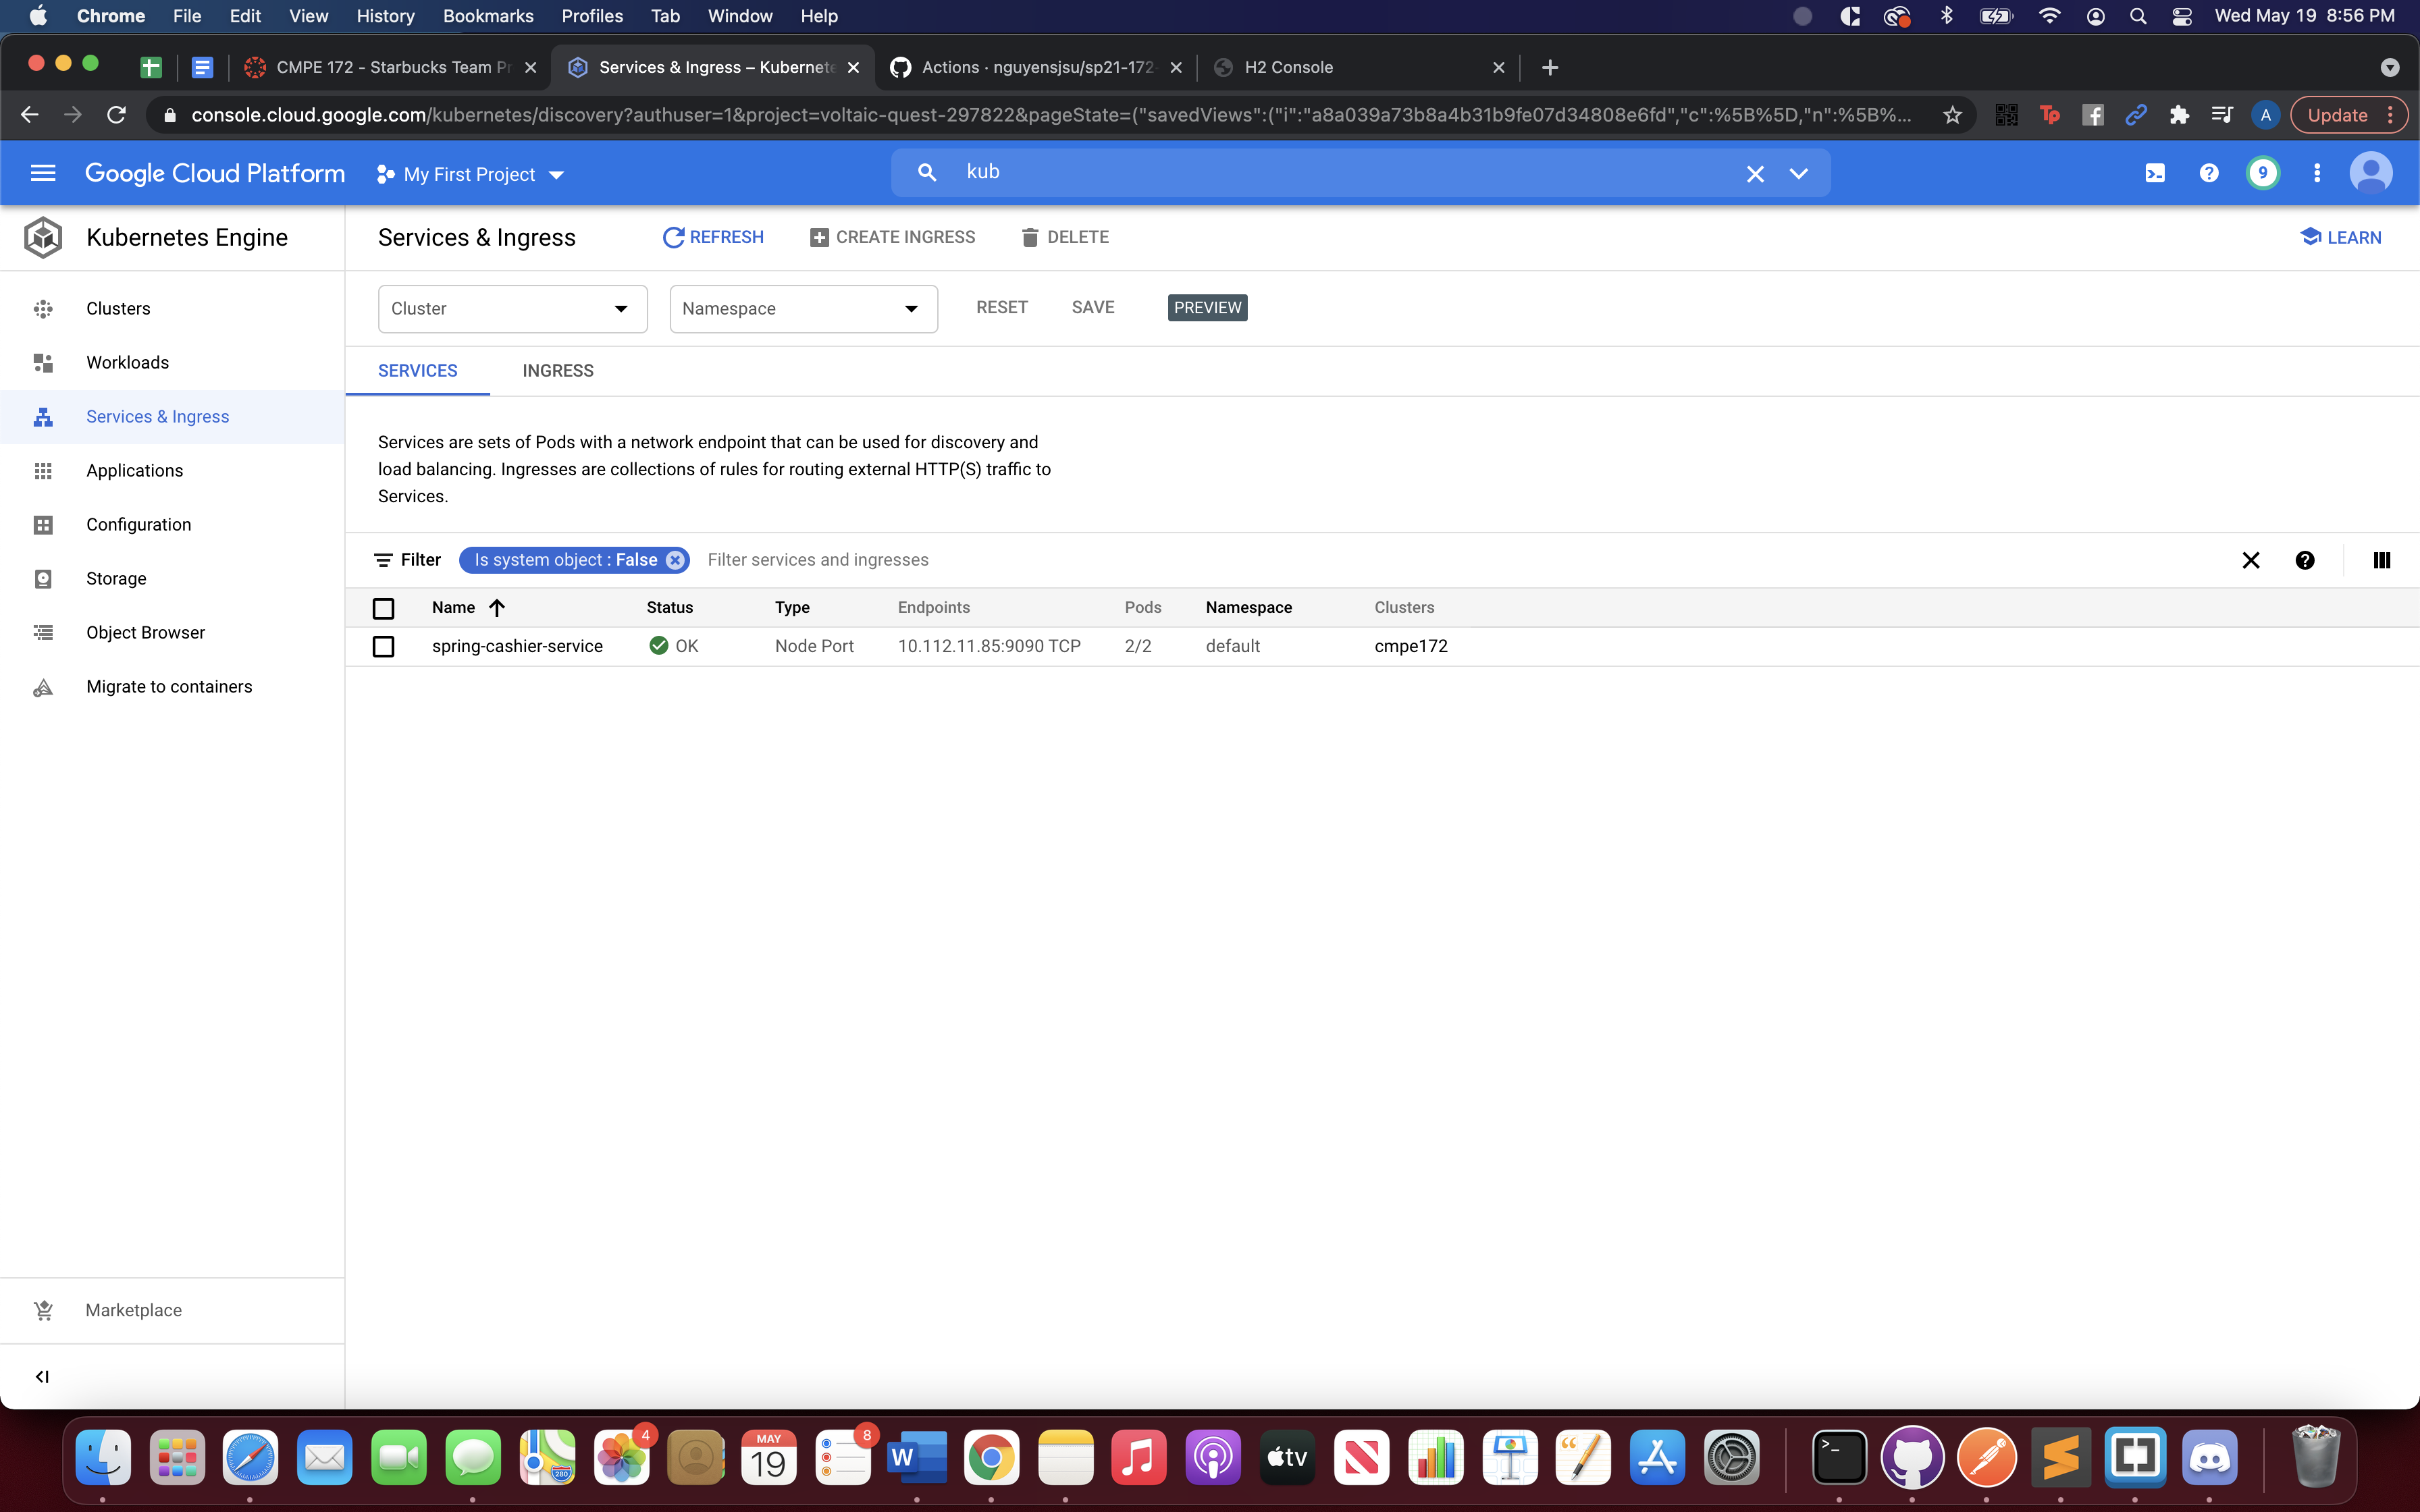 Chrome File Edit View History Bookmarks Profiles Tab Window Help Wed May 19 8:56 PM
CMPE 172 - Starbucks Team Pr Services & Ingress – Kubernete Actions · nguyensjsu/sp21-172 H2 Console
console.cloud.google.com/kubernetes/discovery?authuser=1&project=voltaic-quest-297822&pageState=("savedViews":("i":"a8a039a73b8a4b31b9fe07d34808e6fd","c":%5B%5D,"n":%5B%... Tp A Update
Google Cloud Platform My First Project kub 9
Kubernetes Engine Services & Ingress REFRESH CREATE INGRESS DELETE LEARN
Clusters
Workloads
Services & Ingress
Applications
Configuration
Storage
Object Browser
Migrate to containers
Marketplace
Cluster Namespace RESET SAVE PREVIEW
SERVICES INGRESS
Services are sets of Pods with a network endpoint that can be used for discovery and
load balancing. Ingresses are collections of rules for routing external HTTP(S) traffic to
Services.
Filter Is system object : False Filter services and ingresses
Name Status Type Endpoints Pods Namespace Clusters
spring-cashier-service OK Node Port 10.112.11.85:9090 TCP 2/2 default cmpe172
4 MAY 19 8 W tv
280